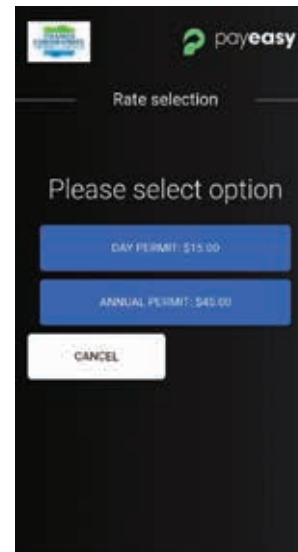 payeasy
Rate selection
Please select option
DAY PERMIT: $15.00
ANNUAL PERMIT: $45.00
CANCEL